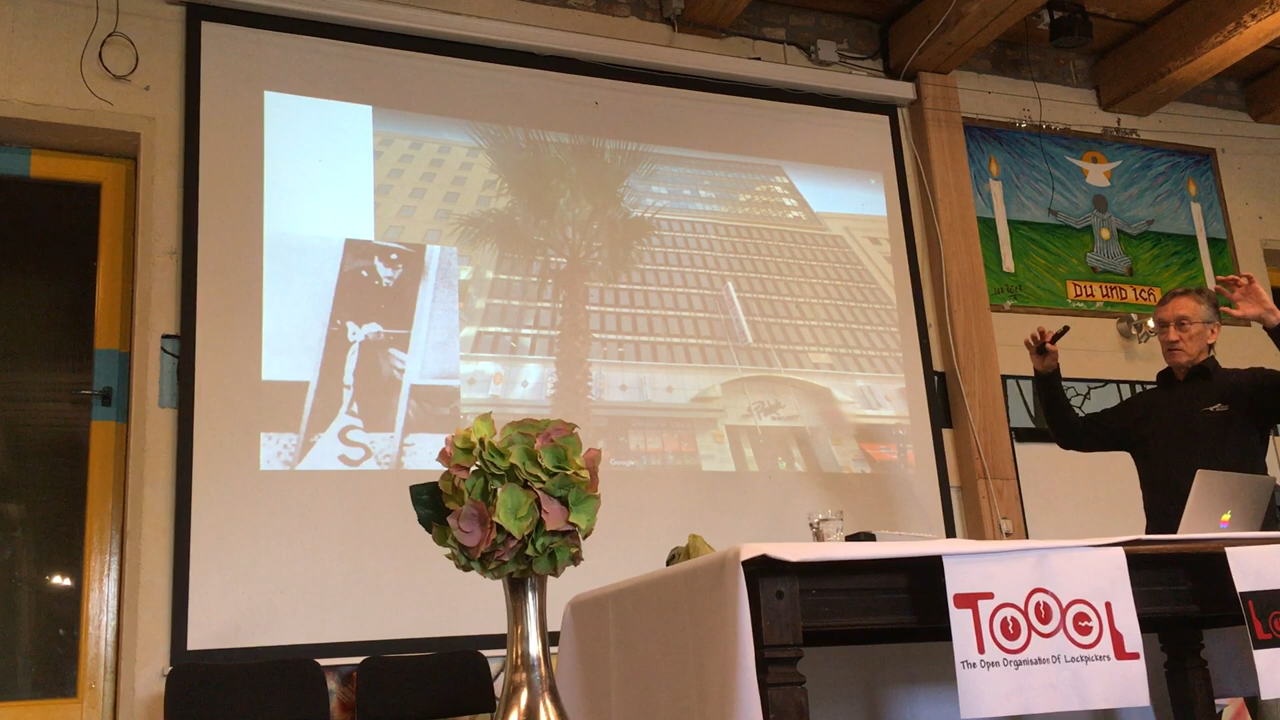 DU UND ICH
S
Google
TOOOL
The Open Organisation Of Lockpickers